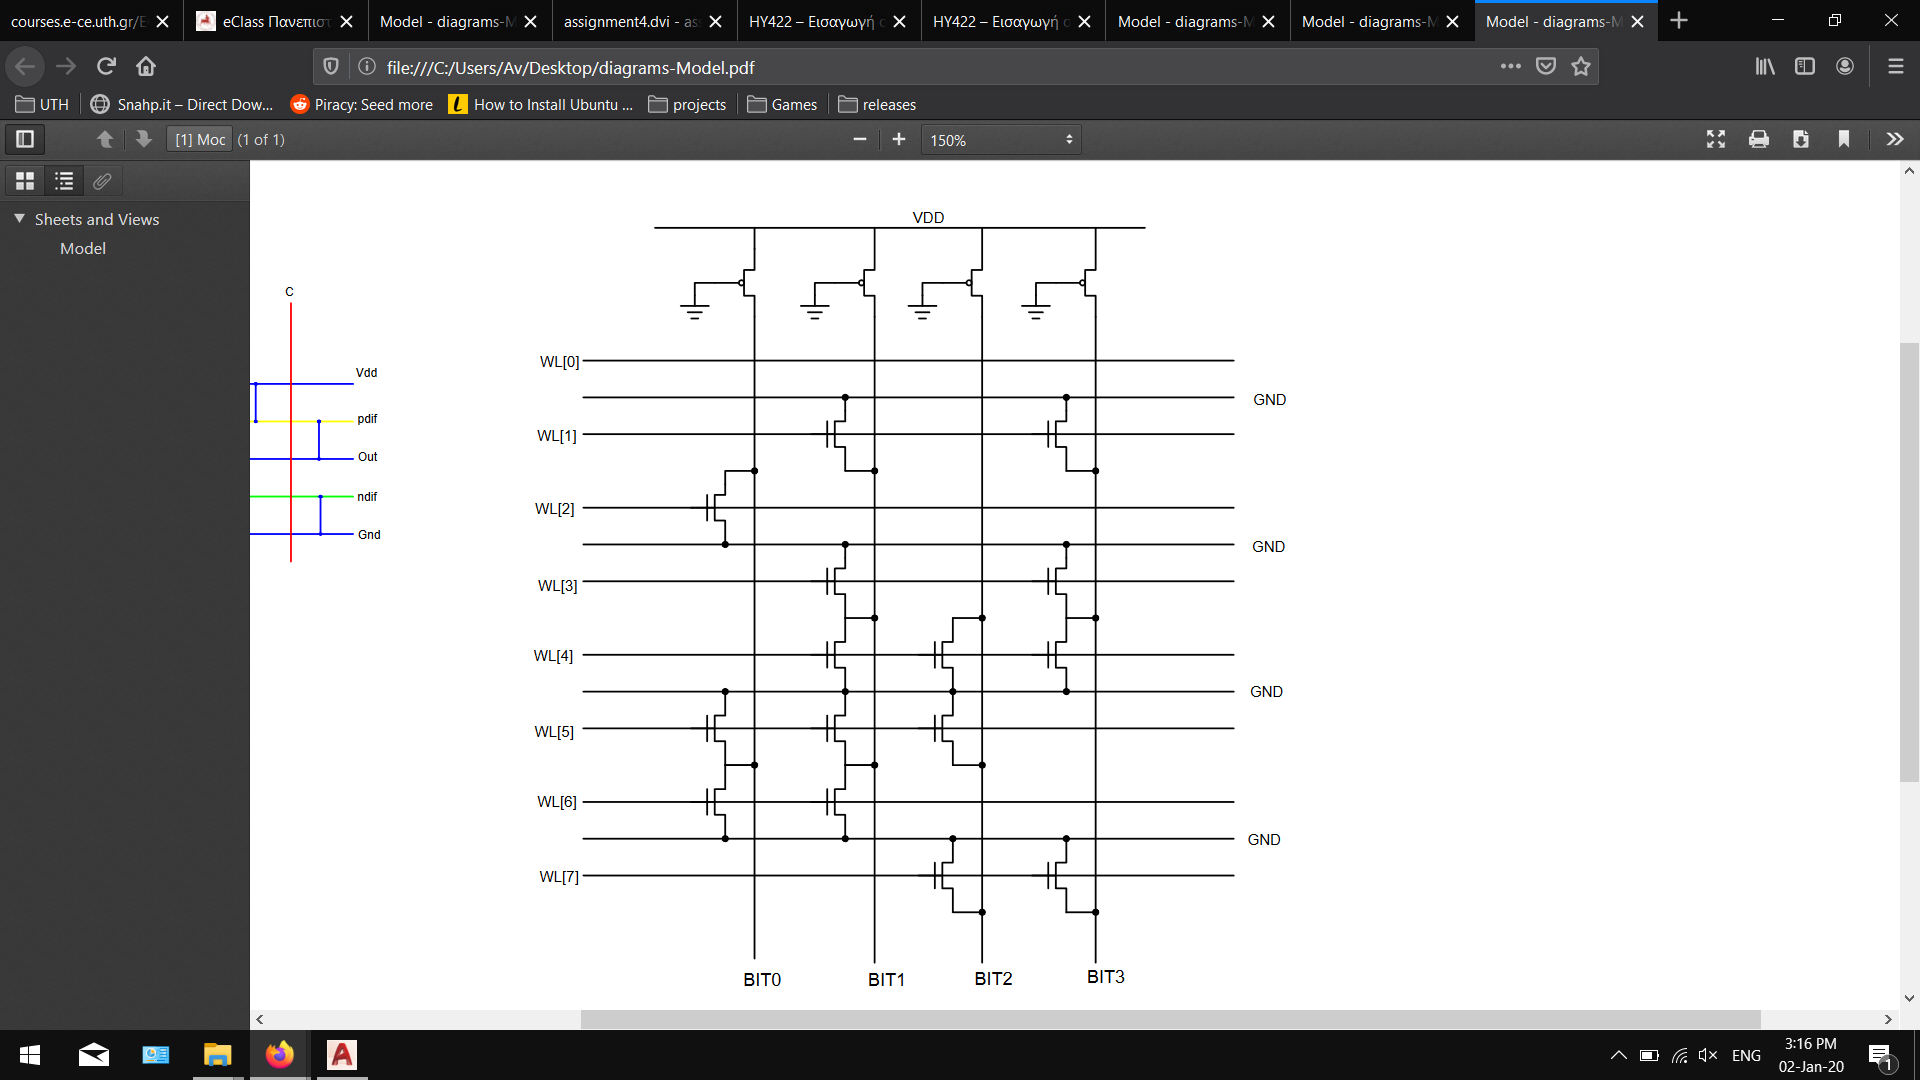 courses.e-ce.uth.gr/E
eClass Πανεπιστ
Model - diagrams-M
assignment4.dvi - ass
HY422 – Εισαγωγή σ
HY422 – Εισαγωγή σ
Model - diagrams-M
Model - diagrams-M
Model - diagrams-M
file:///C:/Users/Av/Desktop/diagrams-Model.pdf
UTH
Snahp.it – Direct Dow...
Piracy: Seed more
How to Install Ubuntu ...
projects
Games
releases
[1] Moc
(1 of 1)
150%
Sheets and Views
Model
C
Vdd
pdif
Out
ndif
Gnd
VDD
WL[0]
GND
WL[1]
WL[2]
GND
WL[3]
WL[4]
GND
WL[5]
WL[6]
GND
WL[7]
BIT0
BIT1
BIT2
BIT3
ENG
3:16 PM
02-Jan-20
1